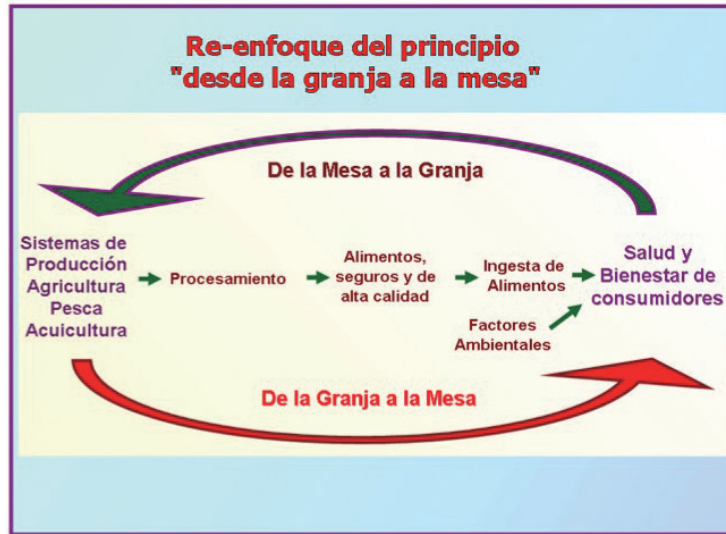 Re-enfoque del principio
"desde la granja a la mesa"
De la Mesa a la Granja
Sistemas de
Producción
Agricultura
Pesca
Acuicultura
Procesamiento
Alimentos,
seguros y de
alta calidad
Ingesta de
Alimentos
Factores
Ambientales
Salud y
Bienestar de
consumidores
De la Granja a la Mesa